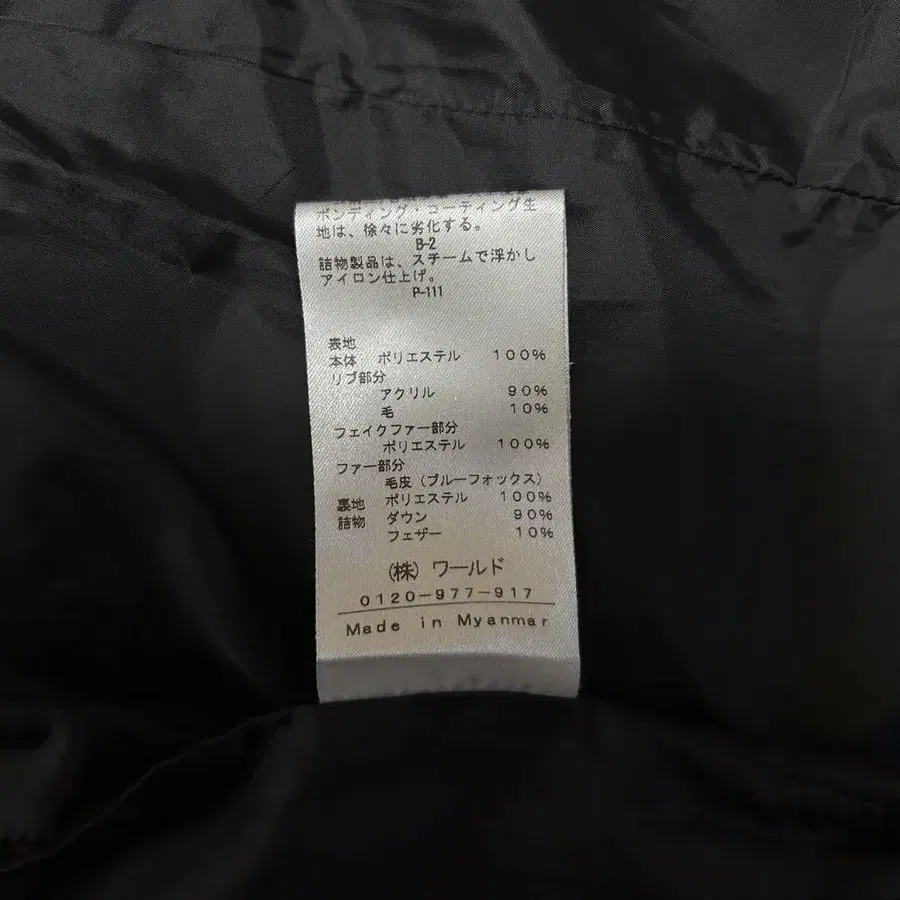 ボンディング・コーティング生
地は、徐々に劣化する。
B-2
詰物製品は、スチームで浮かし
アイロン仕上げ。
P-111
表地
本体 ポリエステル 100%
リブ部分
アクリル 90%
毛 10%
フェイクファー部分
ポリエステル 100%
ファー部分
毛皮(ブルーフォックス)
裏地 ポリエステル 100%
詰物 ダウン 90%
フェザー 10%
(株)ワールド
0120-977-917
Made in Myanmar